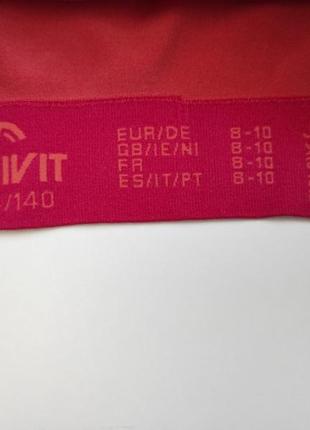 IVIT
/140
EUR/DE 8-10
GB/IE/NI 8-10
FR 8-10
ES/IT/PT 8-10